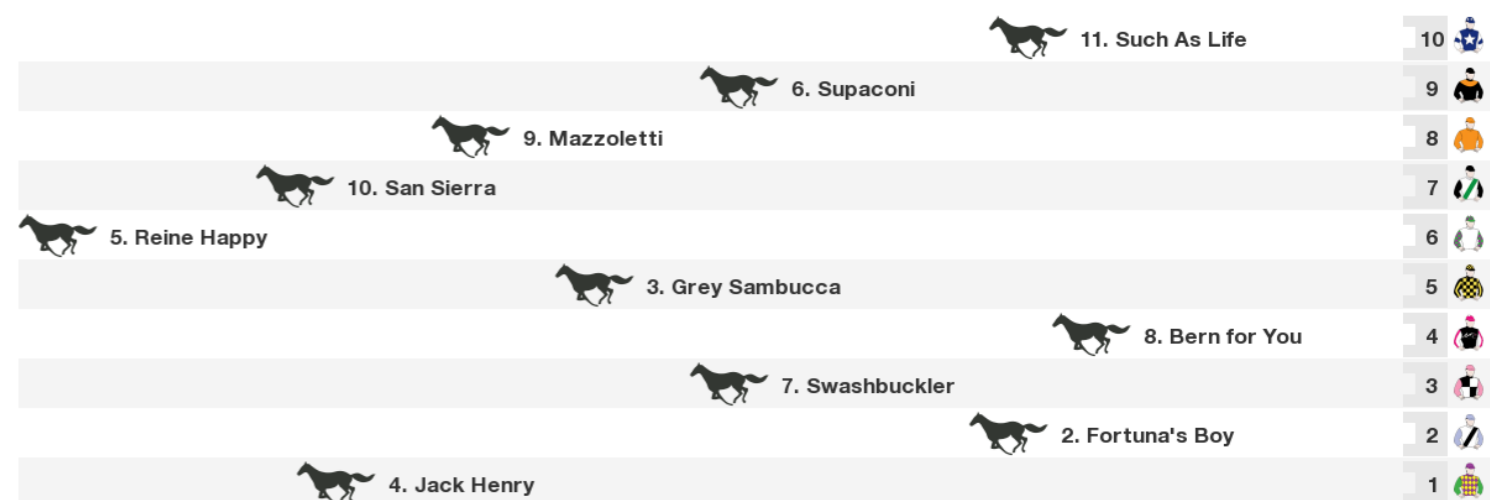 11. Such As Life 10
6. Supaconi 9
9. Mazzoletti 8
10. San Sierra 7
5. Reine Happy 6
3. Grey Sambucca 5
8. Bern for You 4
7. Swashbuckler 3
2. Fortuna's Boy 2
4. Jack Henry 1